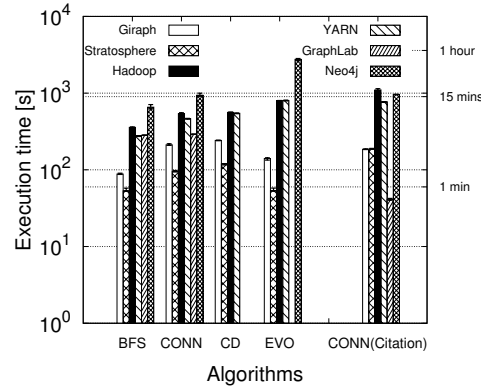 Giraph
Stratosphere
Hadoop
YARN
GraphLab
Neo4j
Execution time [s]
10^4
10^3
10^2
10^1
10^0
1 hour
15 mins
1 min
BFS CONN CD EVO CONN(Citation)
Algorithms